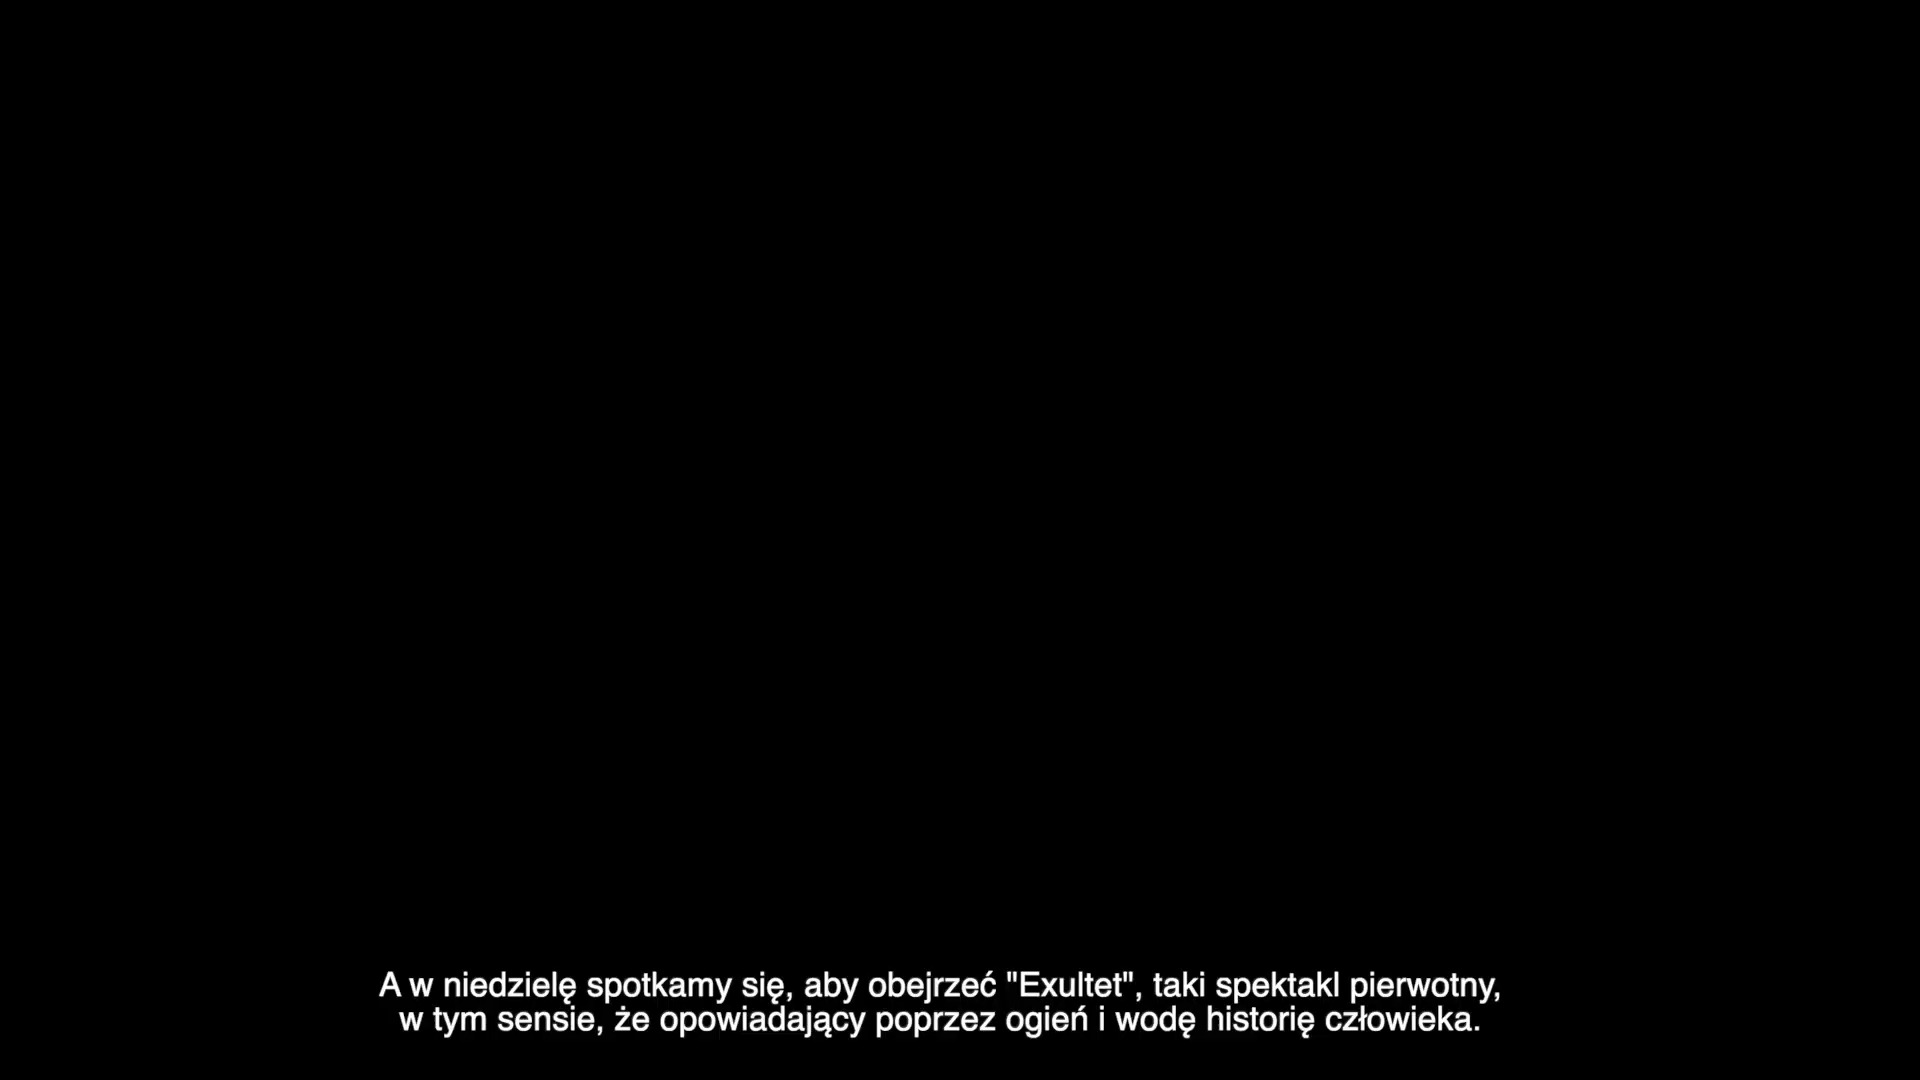 A w niedzielę spotkamy się, aby obejrzeć "Exultet", taki spektakl pierwotny,
w tym sensie, że opowiadający poprzez ogień i wodę historię człowieka.